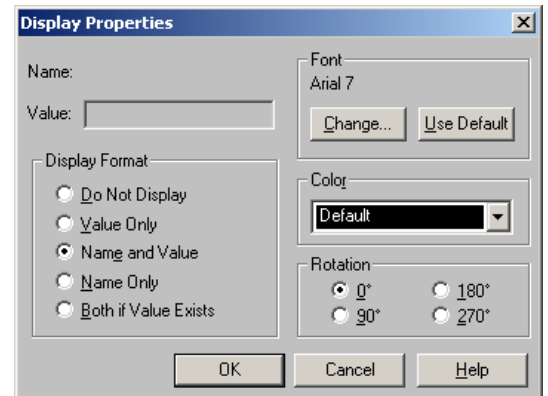 Display Properties
Name:
Value:
Display Format
Do Not Display
Value Only
Name and Value
Name Only
Both if Value Exists
Font
Arial 7
Change...
Use Default
Color
Default
Rotation
0°
180°
90°
270°
OK
Cancel
Help